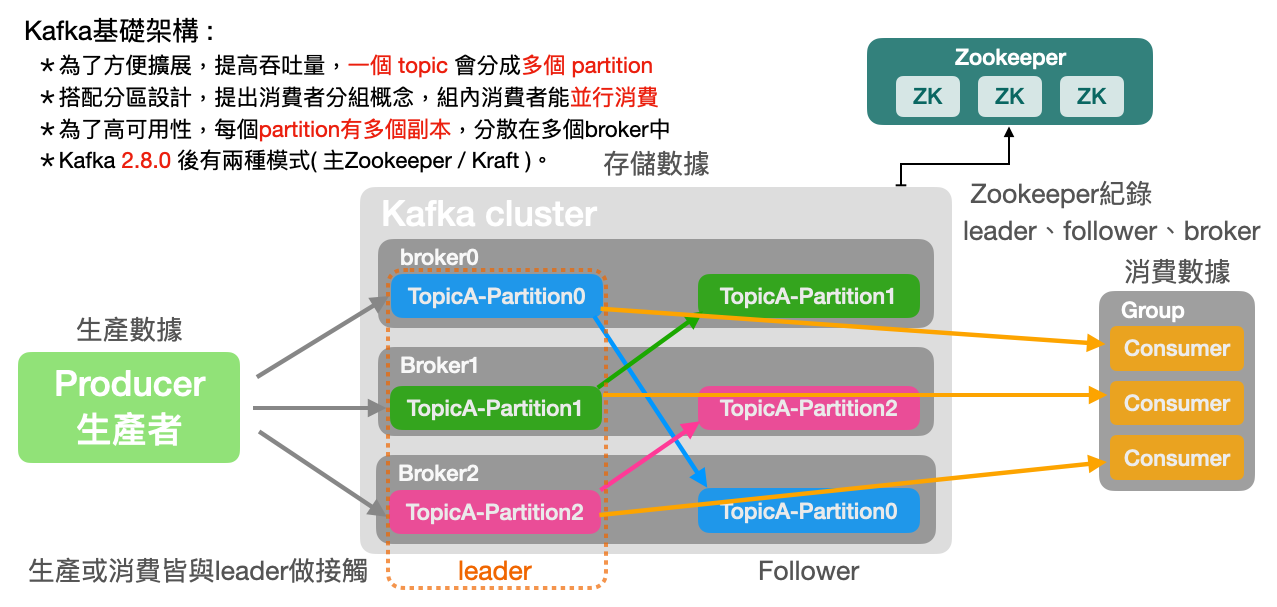 Kafka基礎架構 :
＊為了方便擴展，提高吞吐量，一個 topic 會分成多個 partition
＊搭配分區設計，提出消費者分組概念，組內消費者能並行消費
＊為了高可用性，每個partition有多個副本，分散在多個broker中
＊Kafka 2.8.0 後有兩種模式( 主Zookeeper / Kraft )。
Zookeeper
ZK ZK ZK
存儲數據
Zookeeper紀錄
leader、follower、broker
Kafka cluster
broker0
TopicA-Partition0 TopicA-Partition1
Broker1
TopicA-Partition1 TopicA-Partition2
Broker2
TopicA-Partition2 TopicA-Partition0
生產數據
Producer
生產者
消費數據
Group
Consumer
Consumer
Consumer
生產或消費皆與leader做接觸
leader
Follower